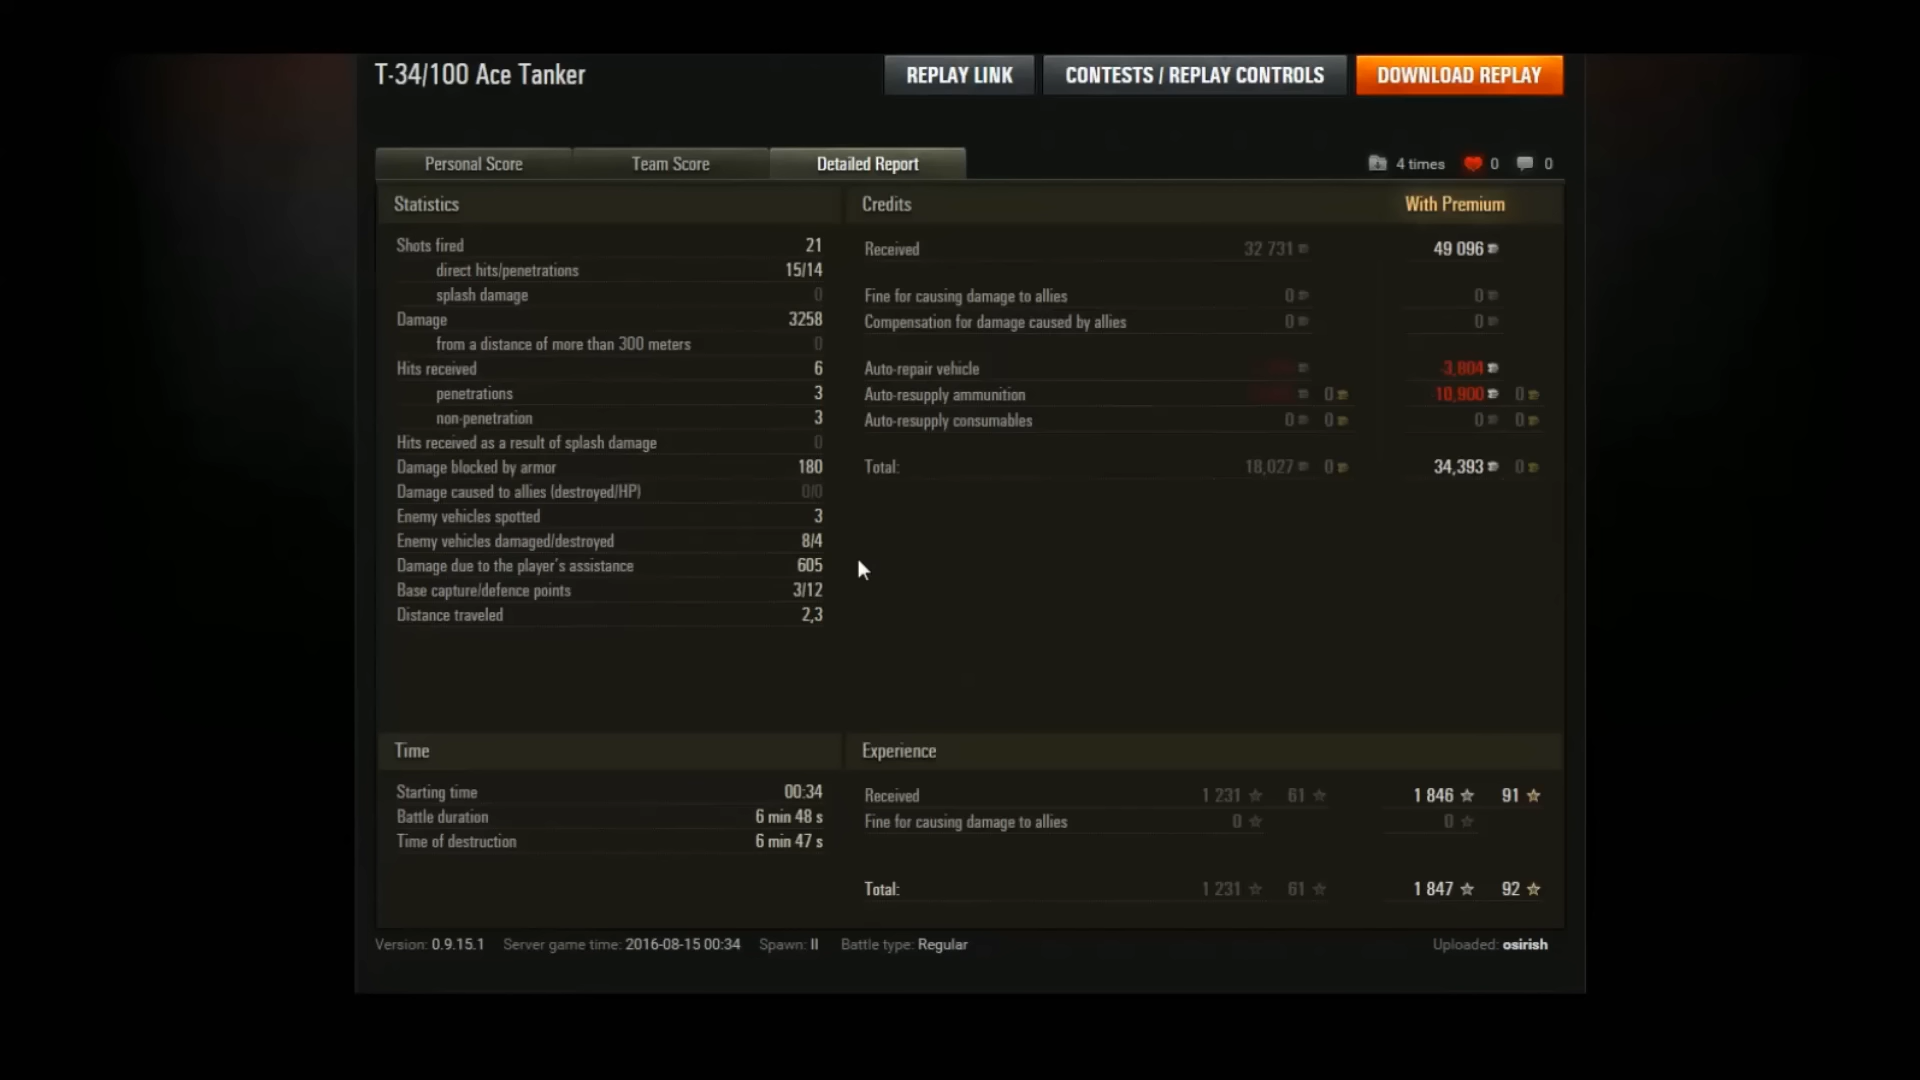 T-34/100 Ace Tanker
REPLAY LINK
CONTESTS / REPLAY CONTROLS
DOWNLOAD REPLAY
Personal Score
Team Score
Detailed Report
4 times
0
0
Statistics
Shots fired 21
direct hits/penetrations 15/14
splash damage 0
Damage 3258
from a distance of more than 300 meters 0
Hits received 6
penetrations 3
non-penetration 3
Hits received as a result of splash damage 0
Damage blocked by armor 180
Damage caused to allies (destroyed/HP) 0/0
Enemy vehicles spotted 3
Enemy vehicles damaged/destroyed 8/4
Damage due to the player's assistance 605
Base capture/defence points 3/12
Distance traveled 2,3
Credits With Premium
Received 32 731 49 096
Fine for causing damage to allies 0 0
Compensation for damage caused by allies 0 0
Auto-repair vehicle -3,804
Auto-resupply ammunition 0 -10,900 0
Auto-resupply consumables 0 0 0 0
Total: 18,027 0 34,393 0
Time
Starting time 00:34
Battle duration 6 min 48 s
Time of destruction 6 min 47 s
Experience
Received 1 231 61 1 846 91
Fine for causing damage to allies 0 0
Total: 1 231 61 1 847 92
Version: 0.9.15.1 Server game time: 2016-08-15 00:34 Spawn: II Battle type: Regular
Uploaded: osirish